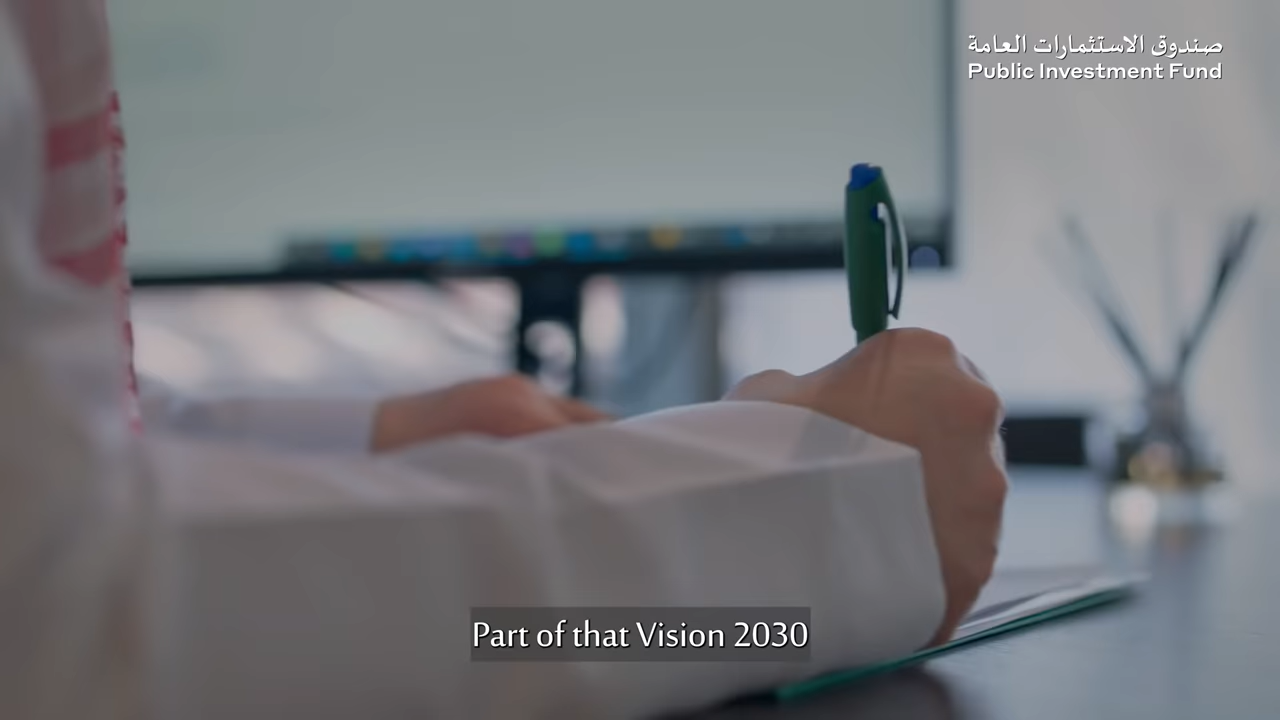 صندوق الاستثمارات العامة
Public Investment Fund
Part of that Vision 2030